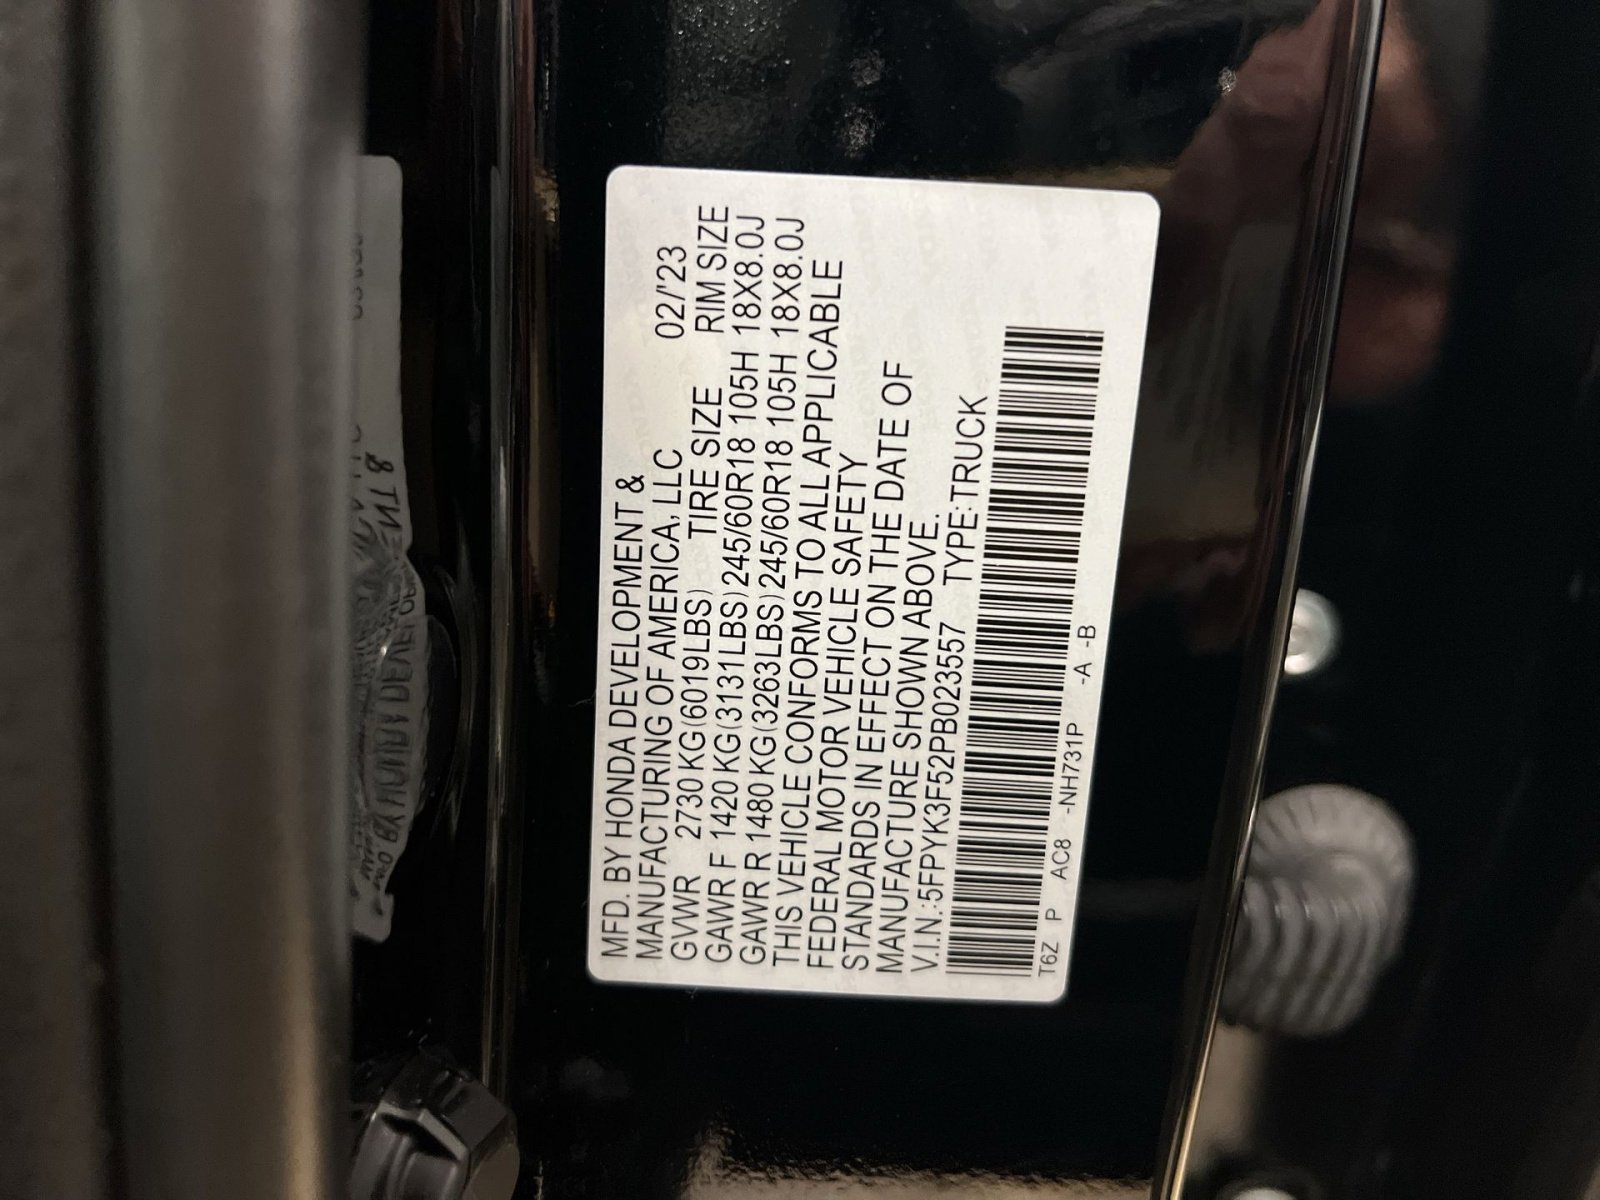 MFD. BY HONDA DEVELOPMENT &
MANUFACTURING OF AMERICA, LLC 02/'23
GVWR 2730 KG(6019LBS) TIRE SIZE RIM SIZE
GAWR F 1420 KG(3131LBS) 245/60R18 105H 18X8.0J
GAWR R 1480 KG(3263LBS) 245/60R18 105H 18X8.0J
THIS VEHICLE CONFORMS TO ALL APPLICABLE
FEDERAL MOTOR VEHICLE SAFETY
STANDARDS IN EFFECT ON THE DATE OF
MANUFACTURE SHOWN ABOVE.
V.I.N.:5FPYK3F52PB023557 TYPE:TRUCK
T6Z P AC8 -NH731P -A -B